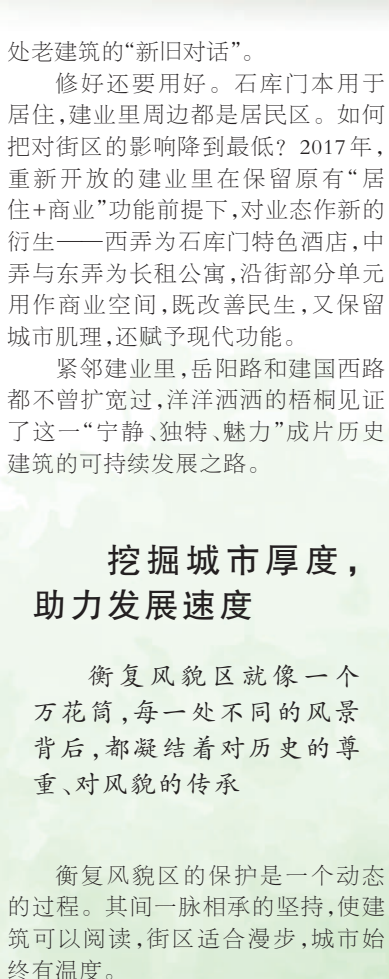 处老建筑的“新旧对话”。
修好还要用好。石库门本用于
居住,建业里周边都是居民区。如何
把对街区的影响降到最低？2017年,
重新开放的建业里在保留原有“居
住+商业”功能前提下,对业态作新的
衍生——西弄为石库门特色酒店,中
弄与东弄为长租公寓,沿街部分单元
用作商业空间,既改善民生,又保留
城市肌理,还赋予现代功能。
紧邻建业里,岳阳路和建国西路
都不曾扩宽过,洋洋洒洒的梧桐见证
了这一“宁静、独特、魅力”成片历史
建筑的可持续发展之路。
挖掘城市厚度，
助力发展速度
衡复风貌区就像一个
万花筒,每一处不同的风景
背后,都凝结着对历史的尊
重、对风貌的传承
衡复风貌区的保护是一个动态
的过程。其间一脉相承的坚持,使建
筑可以阅读,街区适合漫步,城市始
终有温度。